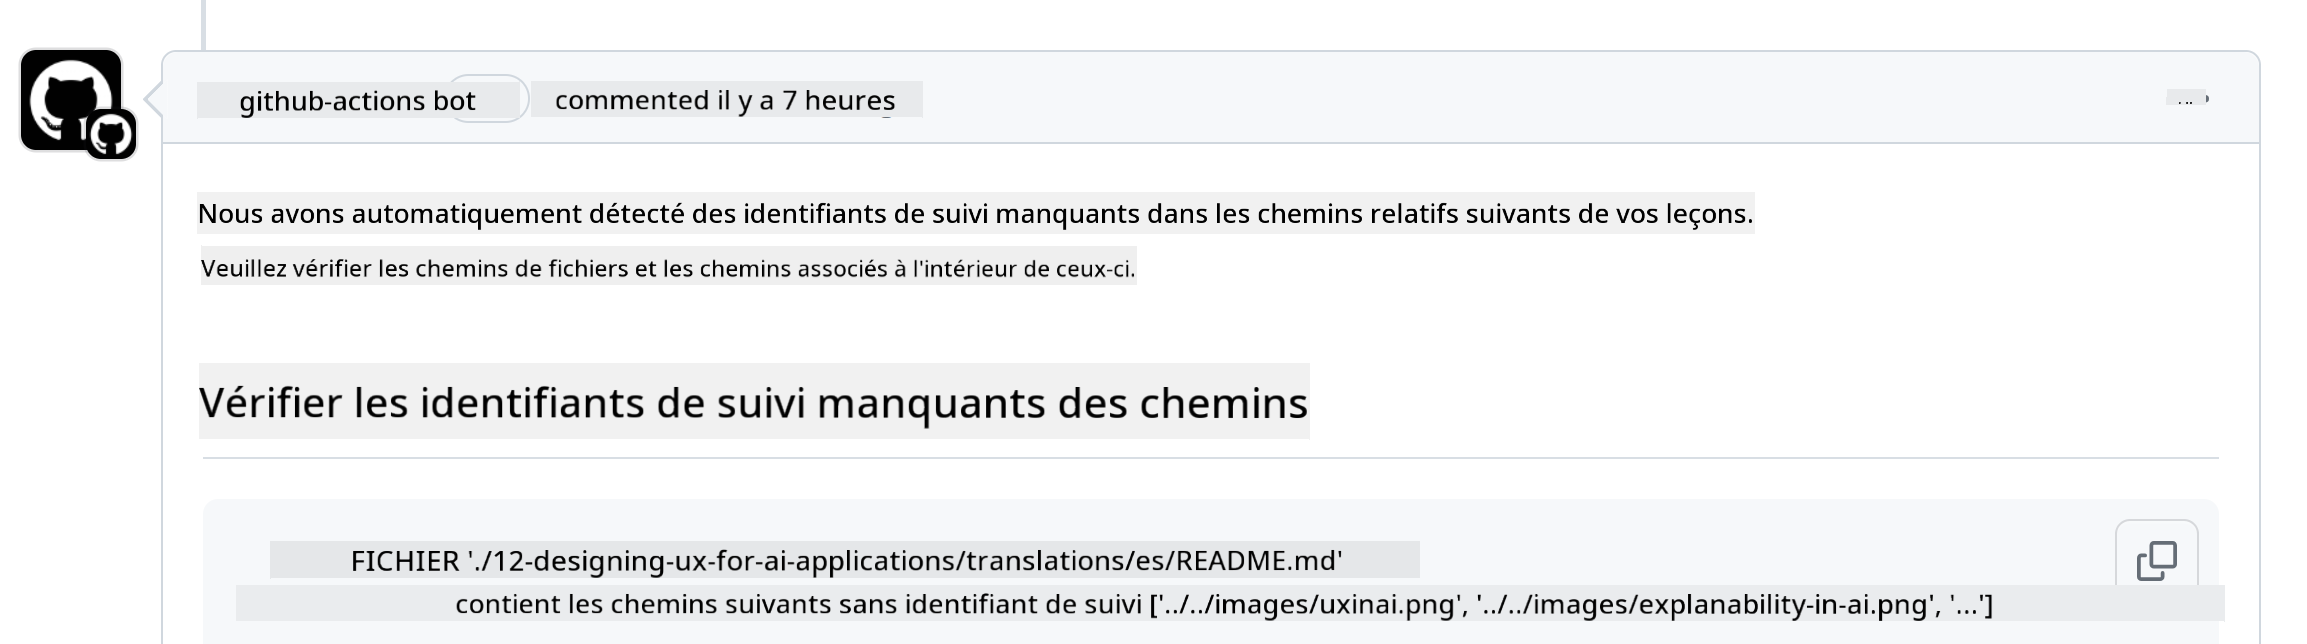 github-actions bot commented il y a 7 heures
Nous avons automatiquement détecté des identifiants de suivi manquants dans les chemins relatifs suivants de vos leçons.
Veuillez vérifier les chemins de fichiers et les chemins associés à l'intérieur de ceux-ci.
Vérifier les identifiants de suivi manquants des chemins
FICHIER './12-designing-ux-for-ai-applications/translations/es/README.md'
contient les chemins suivants sans identifiant de suivi ['../../images/uxinai.png', '../../images/explanability-in-ai.png', '...']